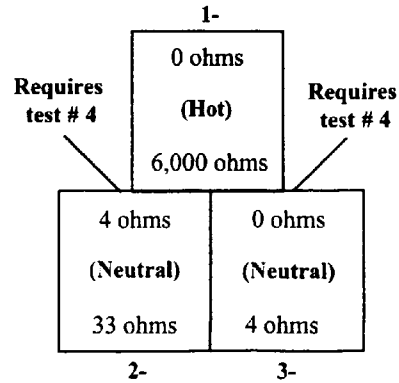 1-
0 ohms
(Hot)
6,000 ohms
Requires
test # 4
Requires
test # 4
4 ohms
(Neutral)
33 ohms
0 ohms
(Neutral)
4 ohms
2-
3-